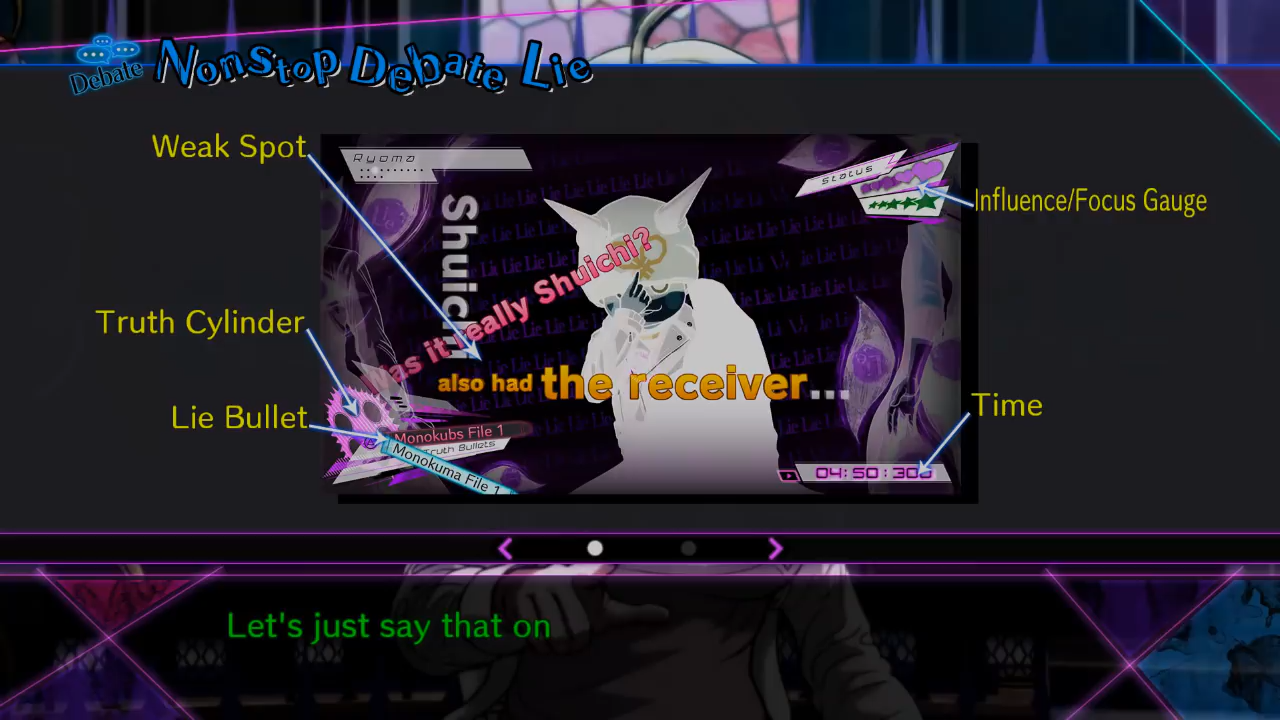 Debate
Nonstop Debate Lie
Weak Spot
Ryoma
Status
Influence/Focus Gauge
Shuichi
Was it really Shuichi?
Truth Cylinder
also had the receiver...
Lie Bullet
Monokubs File 1
Truth Bullets
Monokuma File 1
Time
04:50:30
Let's just say that on